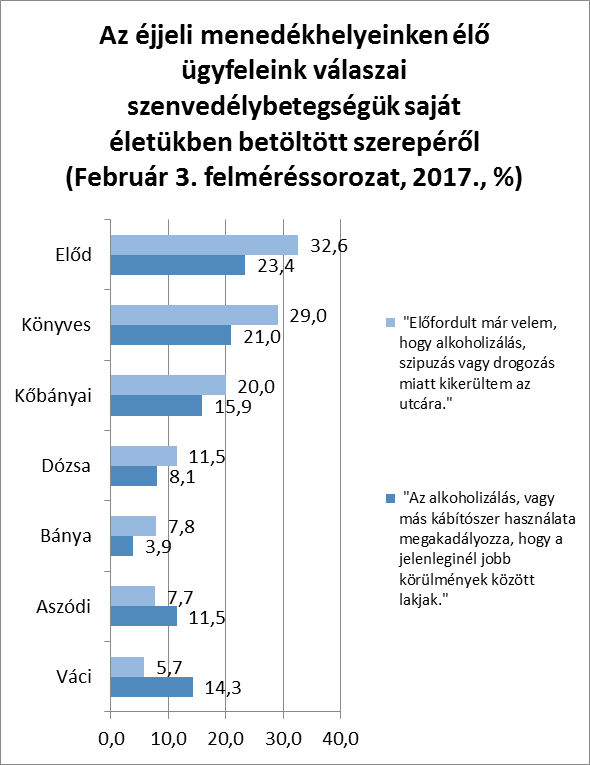 Az éjjeli menedékhelyeinken élő
ügyfeleink válaszai
szenvedélybetegségük saját
életükben betöltött szerepéről
(Február 3. felméréssorozat, 2017., %)
Előd
32,6
23,4
Könyves
29,0
21,0
Kőbányai
20,0
15,9
Dózsa
11,5
8,1
Bánya
7,8
3,9
Aszódi
7,7
11,5
Váci
5,7
14,3
0,0 10,0 20,0 30,0 40,0
"Előfordult már velem,
hogy alkoholizálás,
szipuzás vagy drogozás
miatt kikerültem az
utcára."
"Az alkoholizálás, vagy
más kábítószer használata
megakadályozza, hogy a
jelenleginél jobb
körülmények között
lakjak."